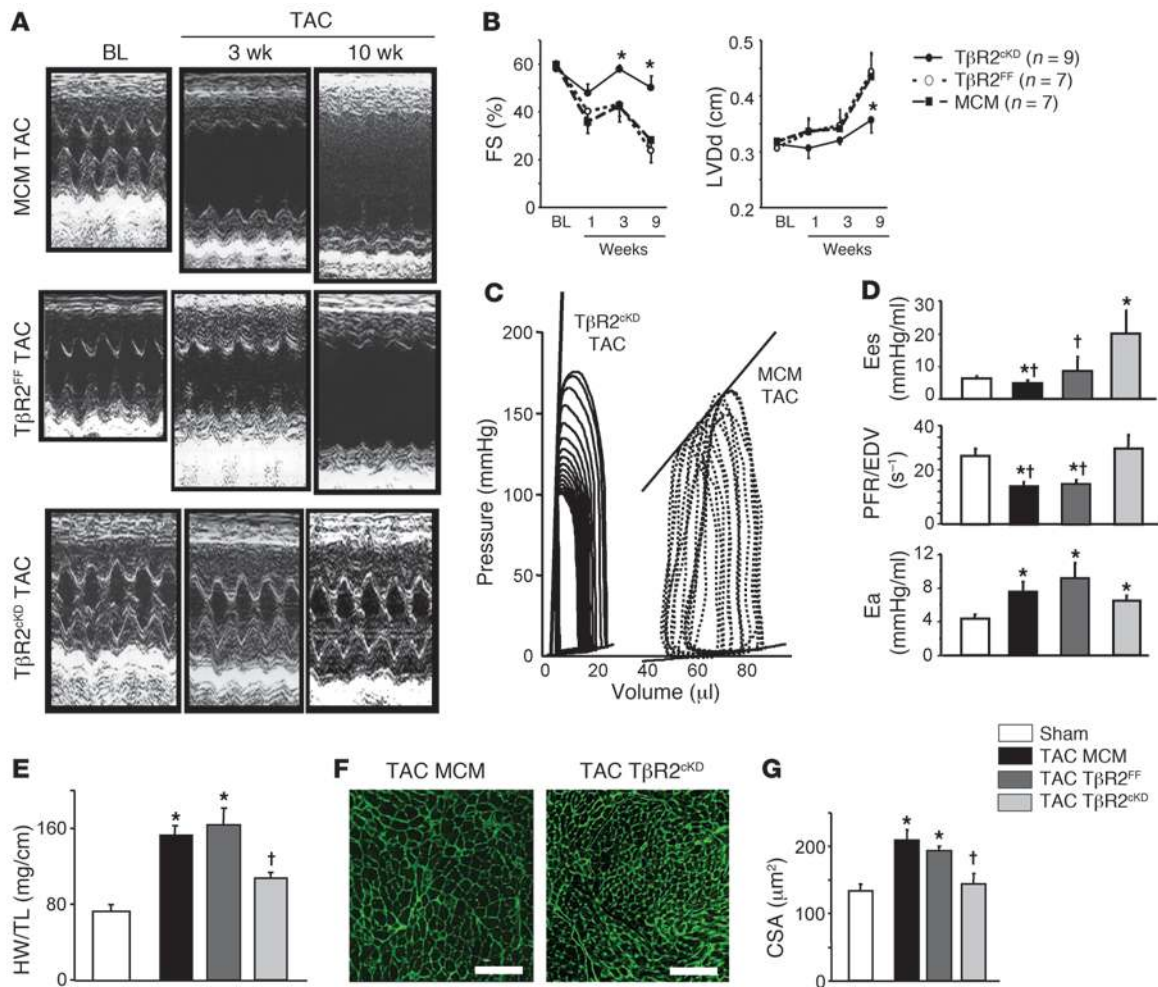 A
TAC
BL
3 wk
10 wk
MCM TAC
TβR2FF TAC
TβR2cKD TAC
B
FS (%)
60
40
20
0
BL
1
3
9
Weeks
LVDd (cm)
0.5
0.4
0.3
0.2
BL
1
3
9
Weeks
*
*
*
TβR2cKD (n = 9)
TβR2FF (n = 7)
MCM (n = 7)
C
Pressure (mmHg)
200
150
100
50
0
TβR2cKD
TAC
MCM
TAC
0
20
40
60
80
Volume (μl)
D
Ees
(mmHg/ml)
30
20
10
0
*†
†
*
PFR/EDV
(s−1)
40
20
0
*†
*†
Ea
(mmHg/ml)
12
8
4
0
*
*
*
Sham
TAC MCM
TAC TβR2FF
TAC TβR2cKD
E
HW/TL (mg/cm)
160
80
0
*
*
†
F
TAC MCM
TAC TβR2cKD
G
CSA (μm2)
200
100
0
*
*
†